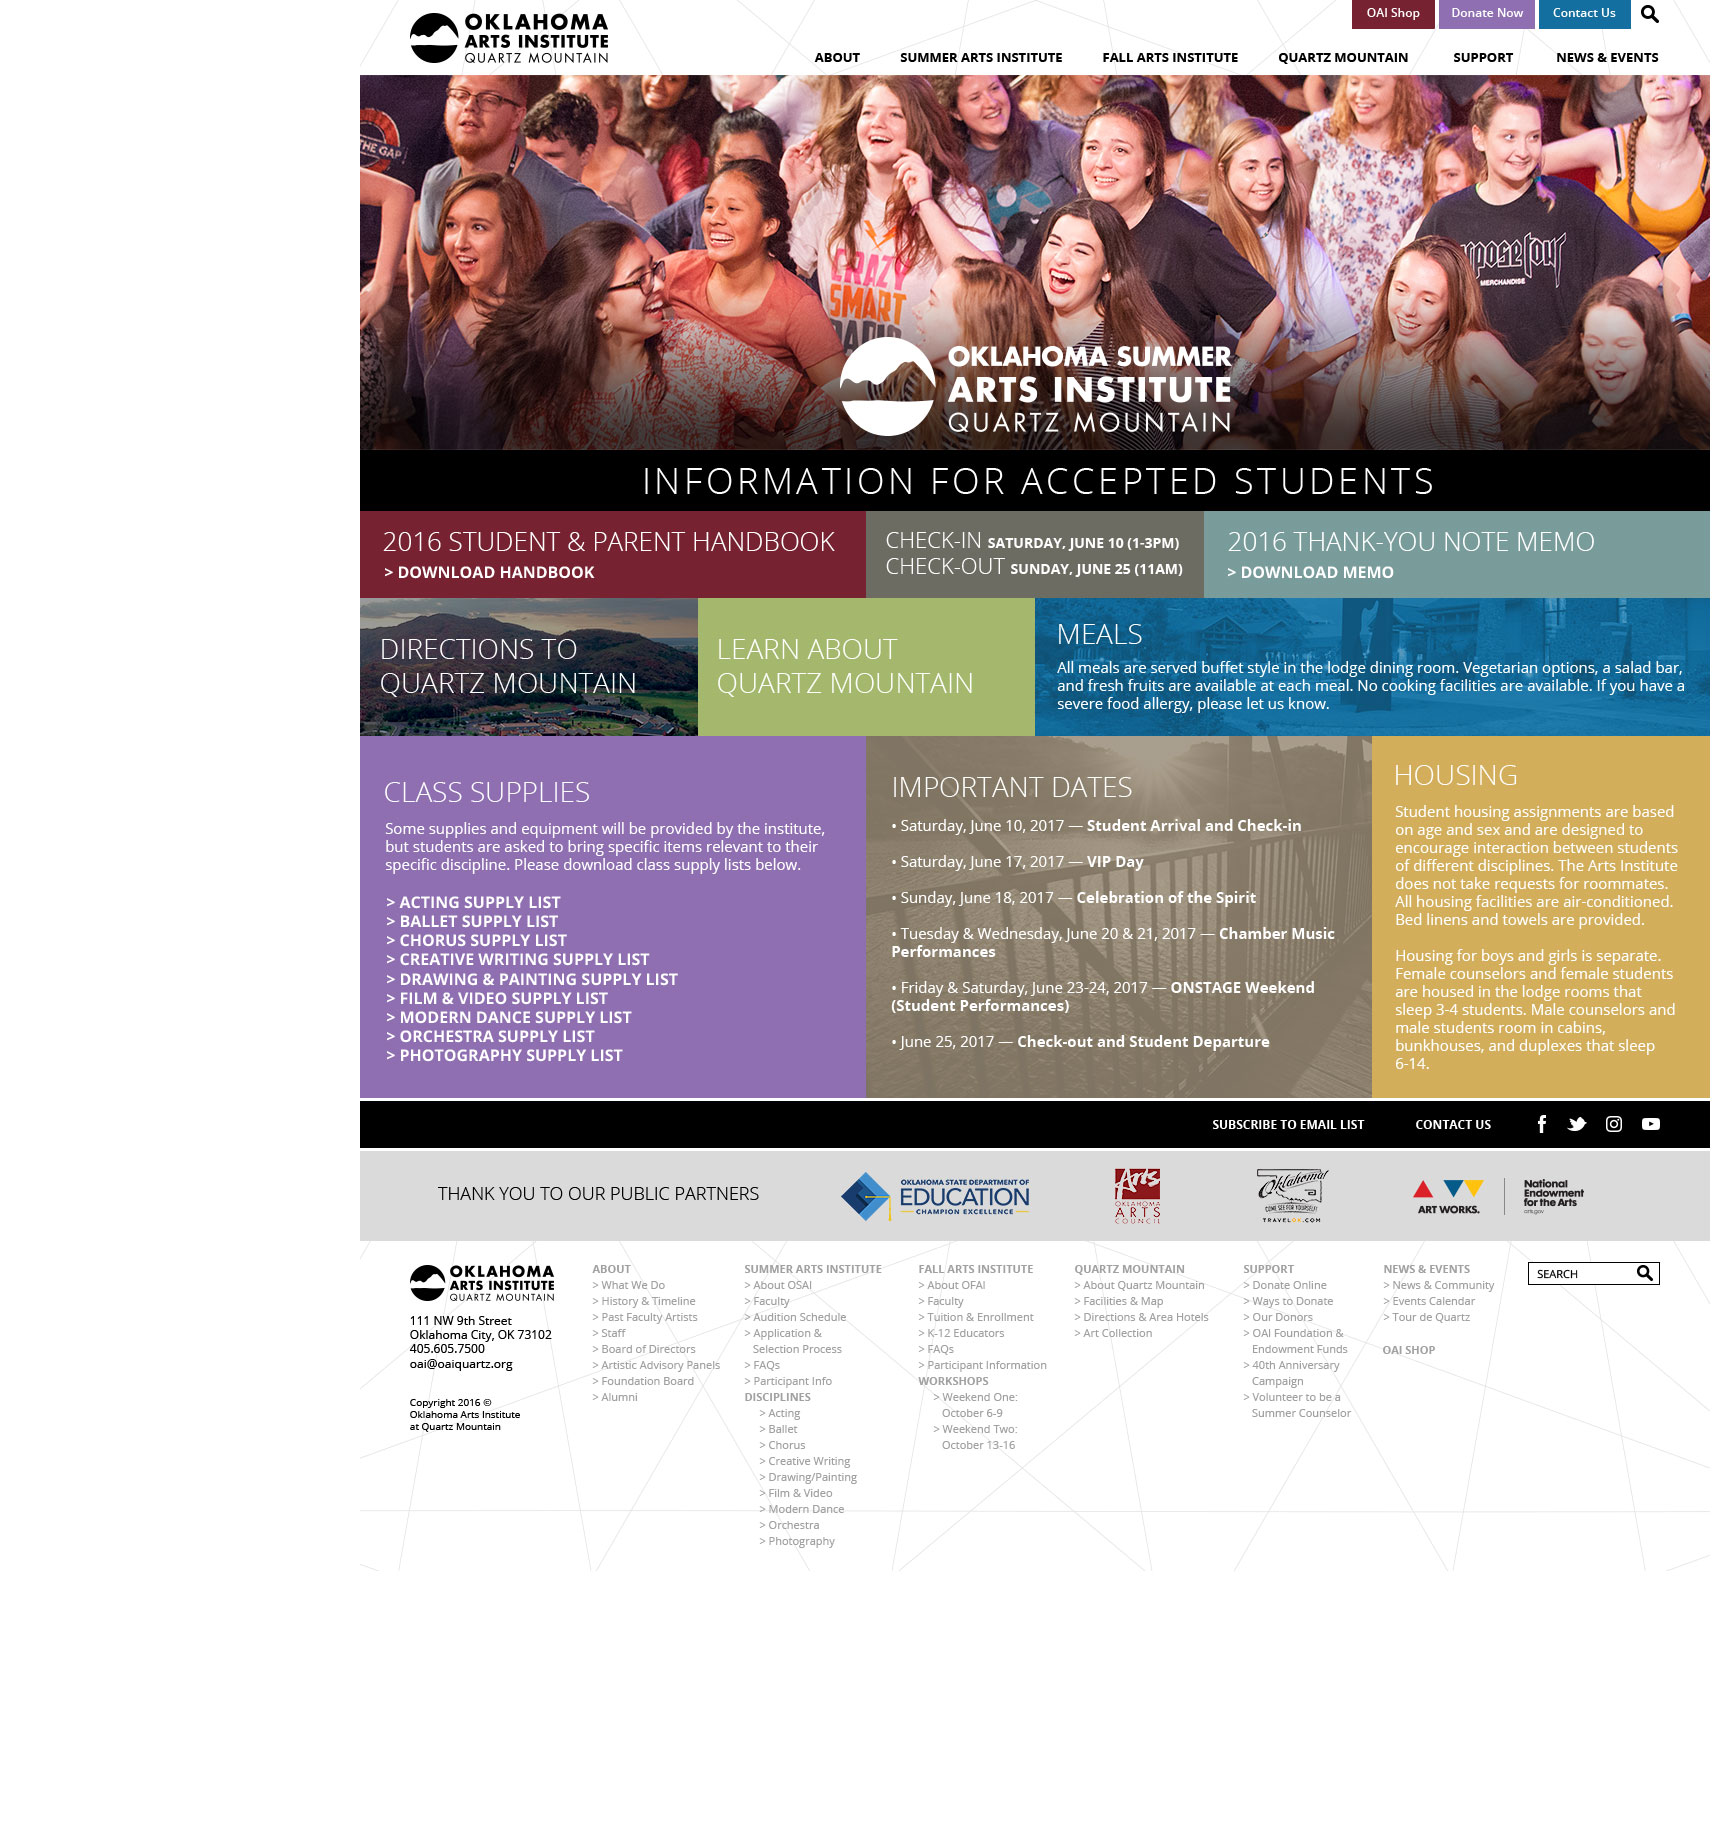 OKLAHOMA
ARTS INSTITUTE
QUARTZ MOUNTAIN
OAI Shop
Donate Now
Contact Us
ABOUT
SUMMER ARTS INSTITUTE
FALL ARTS INSTITUTE
QUARTZ MOUNTAIN
SUPPORT
NEWS & EVENTS
THE GAP
CRAZY
SMART
RADIO
MERCHANDISE
OKLAHOMA SUMMER
ARTS INSTITUTE
QUARTZ MOUNTAIN
INFORMATION FOR ACCEPTED STUDENTS
2016 STUDENT & PARENT HANDBOOK
> DOWNLOAD HANDBOOK
CHECK-IN SATURDAY, JUNE 10 (1-3PM)
CHECK-OUT SUNDAY, JUNE 25 (11AM)
2016 THANK-YOU NOTE MEMO
> DOWNLOAD MEMO
DIRECTIONS TO
QUARTZ MOUNTAIN
LEARN ABOUT
QUARTZ MOUNTAIN
MEALS
All meals are served buffet style in the lodge dining room. Vegetarian options, a salad bar,
and fresh fruits are available at each meal. No cooking facilities are available. If you have a
severe food allergy, please let us know.
CLASS SUPPLIES
Some supplies and equipment will be provided by the institute,
but students are asked to bring specific items relevant to their
specific discipline. Please download class supply lists below.
> ACTING SUPPLY LIST
> BALLET SUPPLY LIST
> CHORUS SUPPLY LIST
> CREATIVE WRITING SUPPLY LIST
> DRAWING & PAINTING SUPPLY LIST
> FILM & VIDEO SUPPLY LIST
> MODERN DANCE SUPPLY LIST
> ORCHESTRA SUPPLY LIST
> PHOTOGRAPHY SUPPLY LIST
IMPORTANT DATES
• Saturday, June 10, 2017 — Student Arrival and Check-in
• Saturday, June 17, 2017 — VIP Day
• Sunday, June 18, 2017 — Celebration of the Spirit
• Tuesday & Wednesday, June 20 & 21, 2017 — Chamber Music
Performances
• Friday & Saturday, June 23-24, 2017 — ONSTAGE Weekend
(Student Performances)
• June 25, 2017 — Check-out and Student Departure
HOUSING
Student housing assignments are based
on age and sex and are designed to
encourage interaction between students
of different disciplines. The Arts Institute
does not take requests for roommates.
All housing facilities are air-conditioned.
Bed linens and towels are provided.
Housing for boys and girls is separate.
Female counselors and female students
are housed in the lodge rooms that
sleep 3-4 students. Male counselors and
male students room in cabins,
bunkhouses, and duplexes that sleep
6-14.
SUBSCRIBE TO EMAIL LIST
CONTACT US
THANK YOU TO OUR PUBLIC PARTNERS
OKLAHOMA STATE DEPARTMENT OF
EDUCATION
CHAMPION EXCELLENCE
Arts
OKLAHOMA
ARTS
COUNCIL
Oklahoma!
COME SEE FOR YOURSELF
TRAVELOK.COM
ART WORKS.
National
Endowment
for the Arts
arts.gov
OKLAHOMA
ARTS INSTITUTE
QUARTZ MOUNTAIN
111 NW 9th Street
Oklahoma City, OK 73102
405.605.7500
oai@oaiquartz.org
Copyright 2016 ©
Oklahoma Arts Institute
at Quartz Mountain
ABOUT
> What We Do
> History & Timeline
> Past Faculty Artists
> Staff
> Board of Directors
> Artistic Advisory Panels
> Foundation Board
> Alumni
SUMMER ARTS INSTITUTE
> About OSAI
> Faculty
> Audition Schedule
> Application &
Selection Process
> FAQs
> Participant Info
DISCIPLINES
> Acting
> Ballet
> Chorus
> Creative Writing
> Drawing/Painting
> Film & Video
> Modern Dance
> Orchestra
> Photography
FALL ARTS INSTITUTE
> About OFAI
> Faculty
> Tuition & Enrollment
> K-12 Educators
> FAQs
> Participant Information
WORKSHOPS
> Weekend One:
October 6-9
> Weekend Two:
October 13-16
QUARTZ MOUNTAIN
> About Quartz Mountain
> Facilities & Map
> Directions & Area Hotels
> Art Collection
SUPPORT
> Donate Online
> Ways to Donate
> Our Donors
> OAI Foundation &
Endowment Funds
> 40th Anniversary
Campaign
> Volunteer to be a
Summer Counselor
NEWS & EVENTS
> News & Community
> Events Calendar
> Tour de Quartz
OAI SHOP
SEARCH